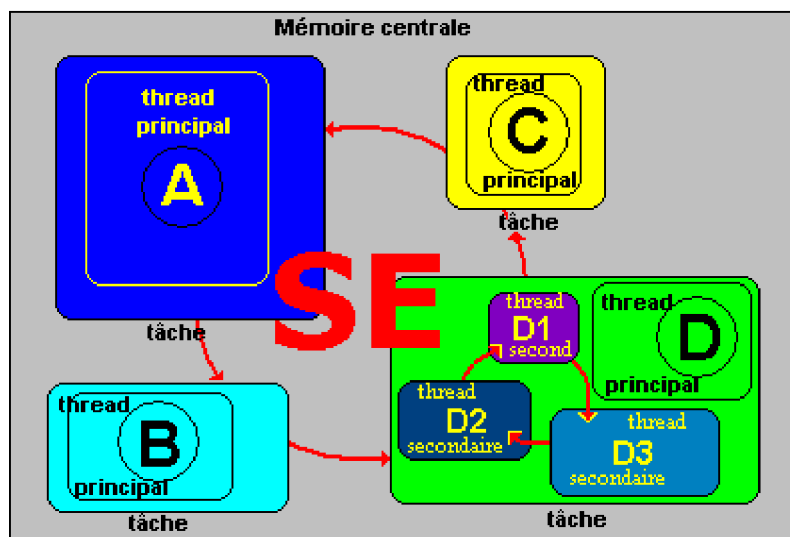 Mémoire centrale
thread
principal
A
tâche
thread
C
principal
tâche
SE
thread
B
principal
tâche
thread
D1
second
thread
D
principal
thread
D2
secondaire
thread
D3
secondaire
tâche